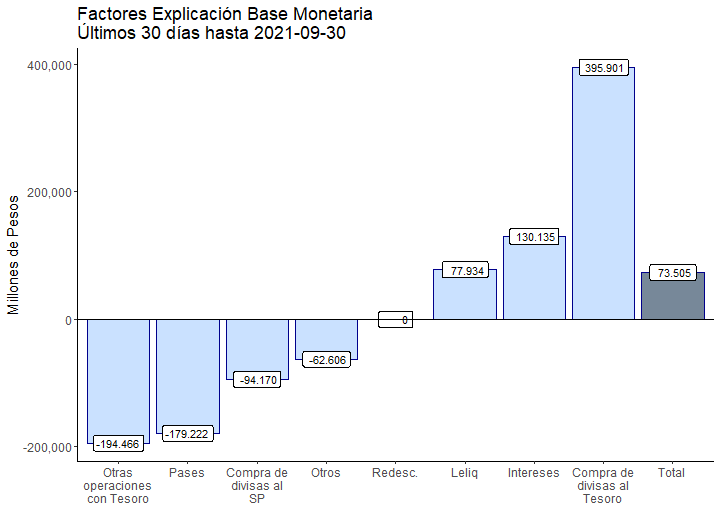 Factores Explicación Base Monetaria
Últimos 30 días hasta 2021-09-30
Millones de Pesos
400,000
200,000
0
-200,000
-194.466
-179.222
-94.170
-62.606
0
77.934
130.135
395.901
73.505
Otras
operaciones
con Tesoro
Pases
Compra de
divisas al
SP
Otros
Redesc.
Leliq
Intereses
Compra de
divisas al
Tesoro
Total